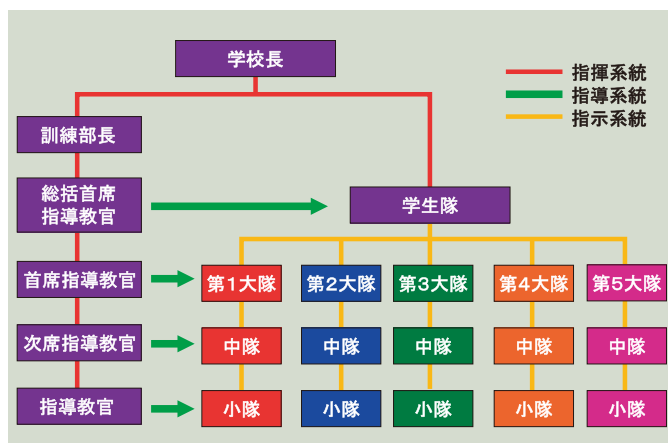 学校長
指揮系統
指導系統
指示系統
訓練部長
総括首席
指導教官
学生隊
首席指導教官
第1大隊
第2大隊
第3大隊
第4大隊
第5大隊
次席指導教官
中隊
中隊
中隊
中隊
中隊
指導教官
小隊
小隊
小隊
小隊
小隊